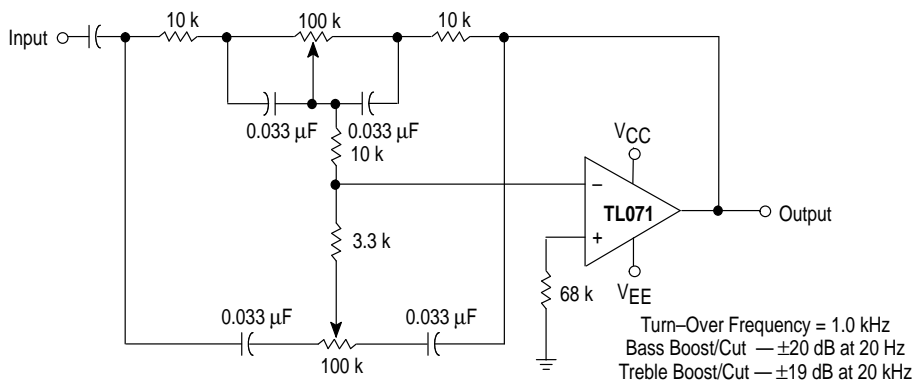 10 k
100 k
10 k
Input
0.033 µF
0.033 µF
10 k
VCC
–
TL071
Output
3.3 k
+
68 k
VEE
0.033 µF
0.033 µF
100 k
Turn–Over Frequency = 1.0 kHz
Bass Boost/Cut — ±20 dB at 20 Hz
Treble Boost/Cut — ±19 dB at 20 kHz